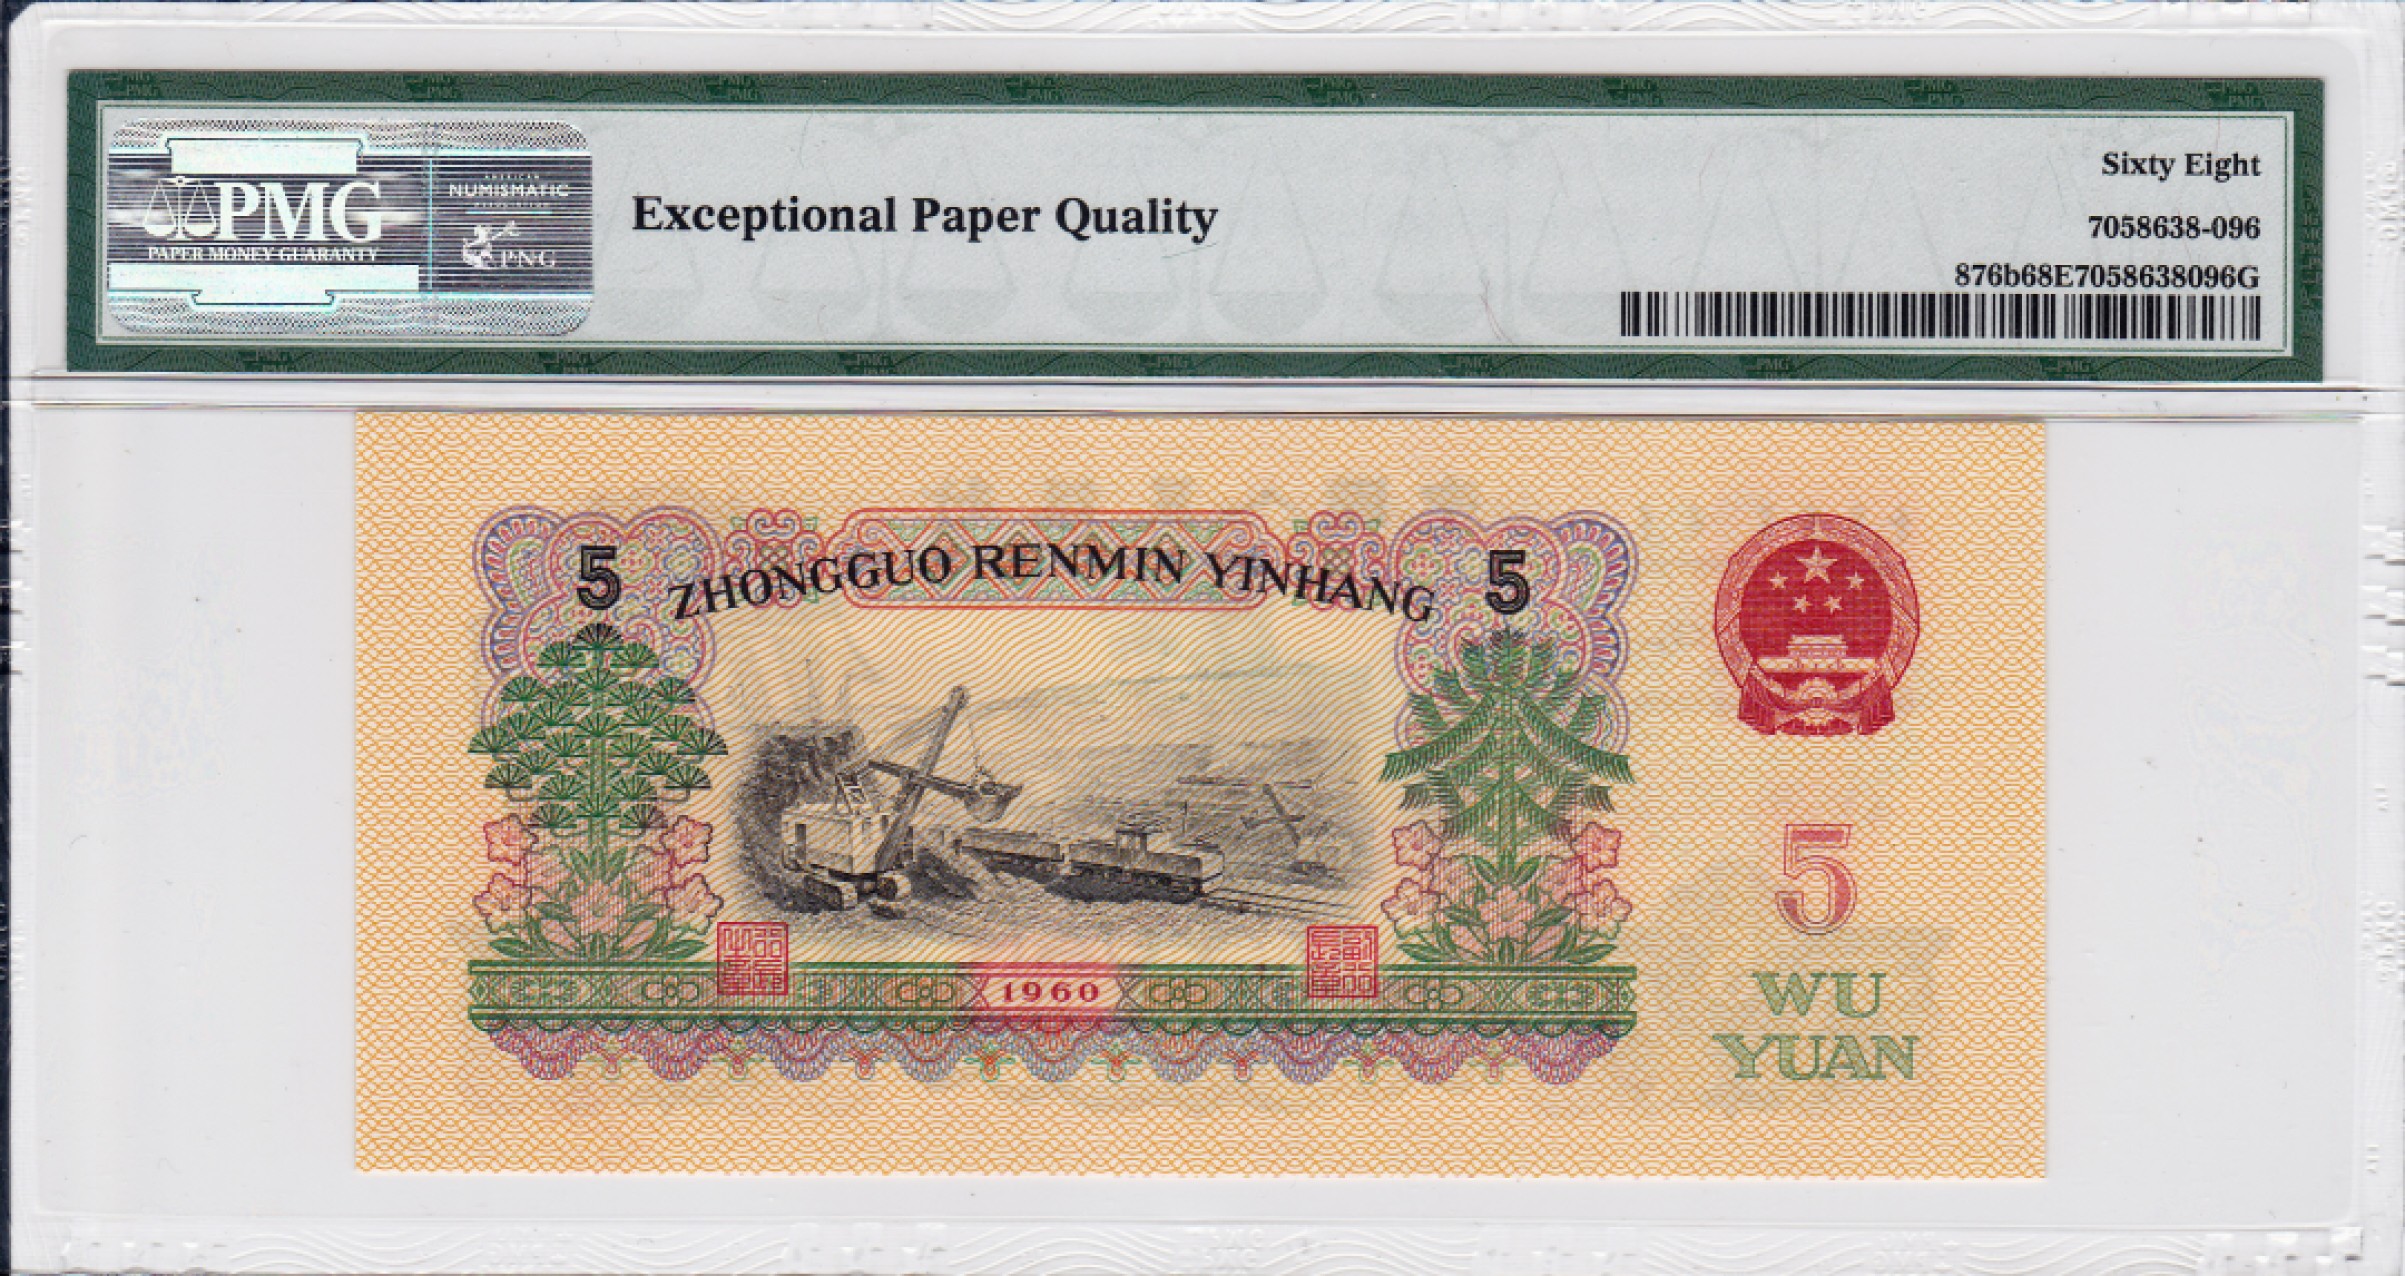 PMG
PAPER MONEY GUARANTY
AMERICAN
NUMISMATIC
PNG
Exceptional Paper Quality
Sixty Eight
7058638-096
876b68E7058638096G
5 ZHONGGUO RENMIN YINHANG 5
5
1960
WU
YUAN